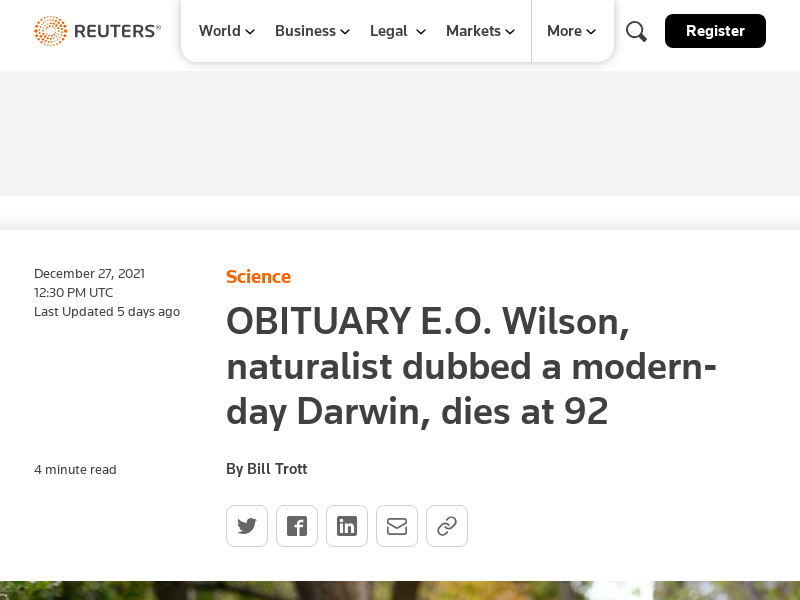 REUTERS®
World
Business
Legal
Markets
More
Register
December 27, 2021
12:30 PM UTC
Last Updated 5 days ago
Science
OBITUARY E.O. Wilson,
naturalist dubbed a modern-
day Darwin, dies at 92
4 minute read
By Bill Trott